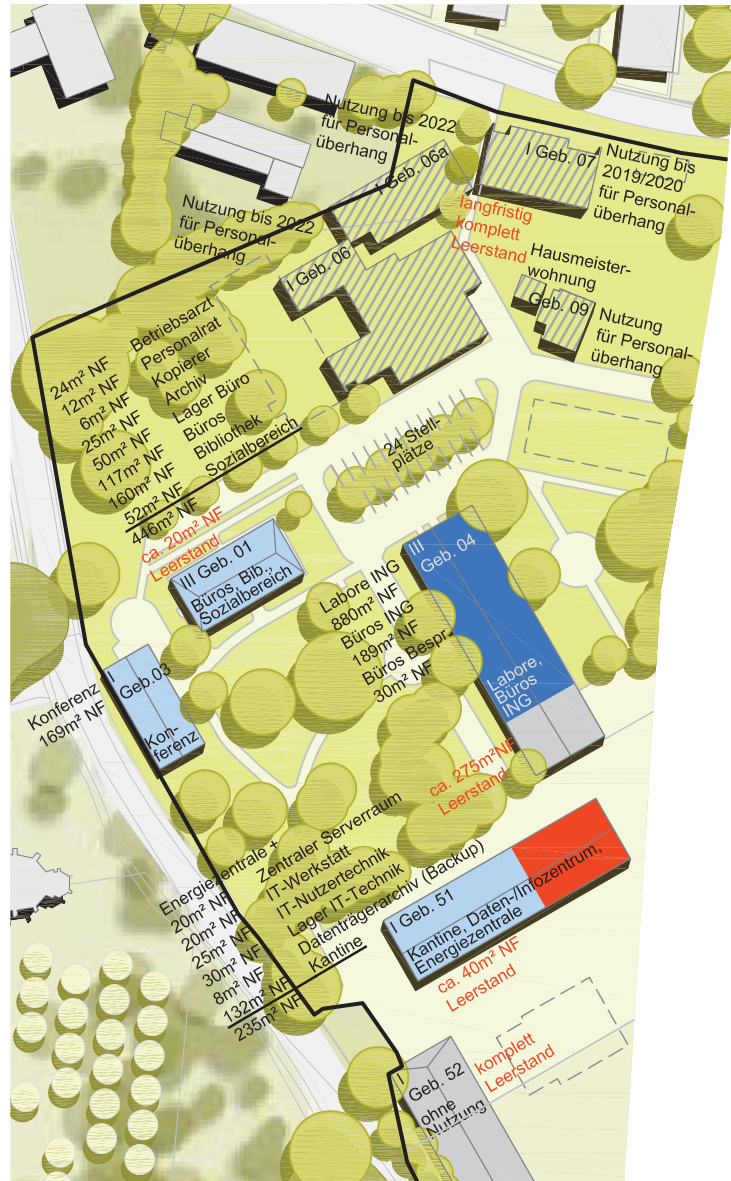 Nutzung bis 2022
für Personal-
überhang
I Geb. 06a
I Geb. 07
Nutzung bis
2019/2020
für Personal-
überhang
langfristig
komplett
Leerstand
Nutzung bis 2022
für Personal-
überhang
I Geb. 06
Hausmeister-
wohnung
Geb. 09
Nutzung
für Personal-
überhang
24m² NF Betriebsarzt
12m² NF Personalrat
6m² NF Kopierer
25m² NF Archiv
50m² NF Lager Büro
117m² NF Büros
160m² NF Bibliothek
52m² NF Sozialbereich
446m² NF
ca. 20m² NF
Leerstand
24 Stell-
plätze
III Geb. 01
Büros, Bib.,
Sozialbereich
III
Geb. 04
Labore ING
880m² NF
Büros ING
189m² NF
Büros Bespr.
30m² NF
Labore,
Büros
ING
I
Geb.03
Kon-
ferenz
Konferenz
169m² NF
ca. 275m²NF
Leerstand
Energiezentrale +
20m² NF Zentraler Serverraum
20m² NF IT-Werkstatt
25m² NF IT-Nutzertechnik
30m² NF Lager IT-Technik
8m² NF Datenträgerarchiv (Backup)
132m² NF Kantine
235m² NF
I Geb. 51
Kantine, Daten-/Infozentrum,
Energiezentrale
ca. 40m² NF
Leerstand
I
Geb. 52
ohne
Nutzung
komplett
Leerstand